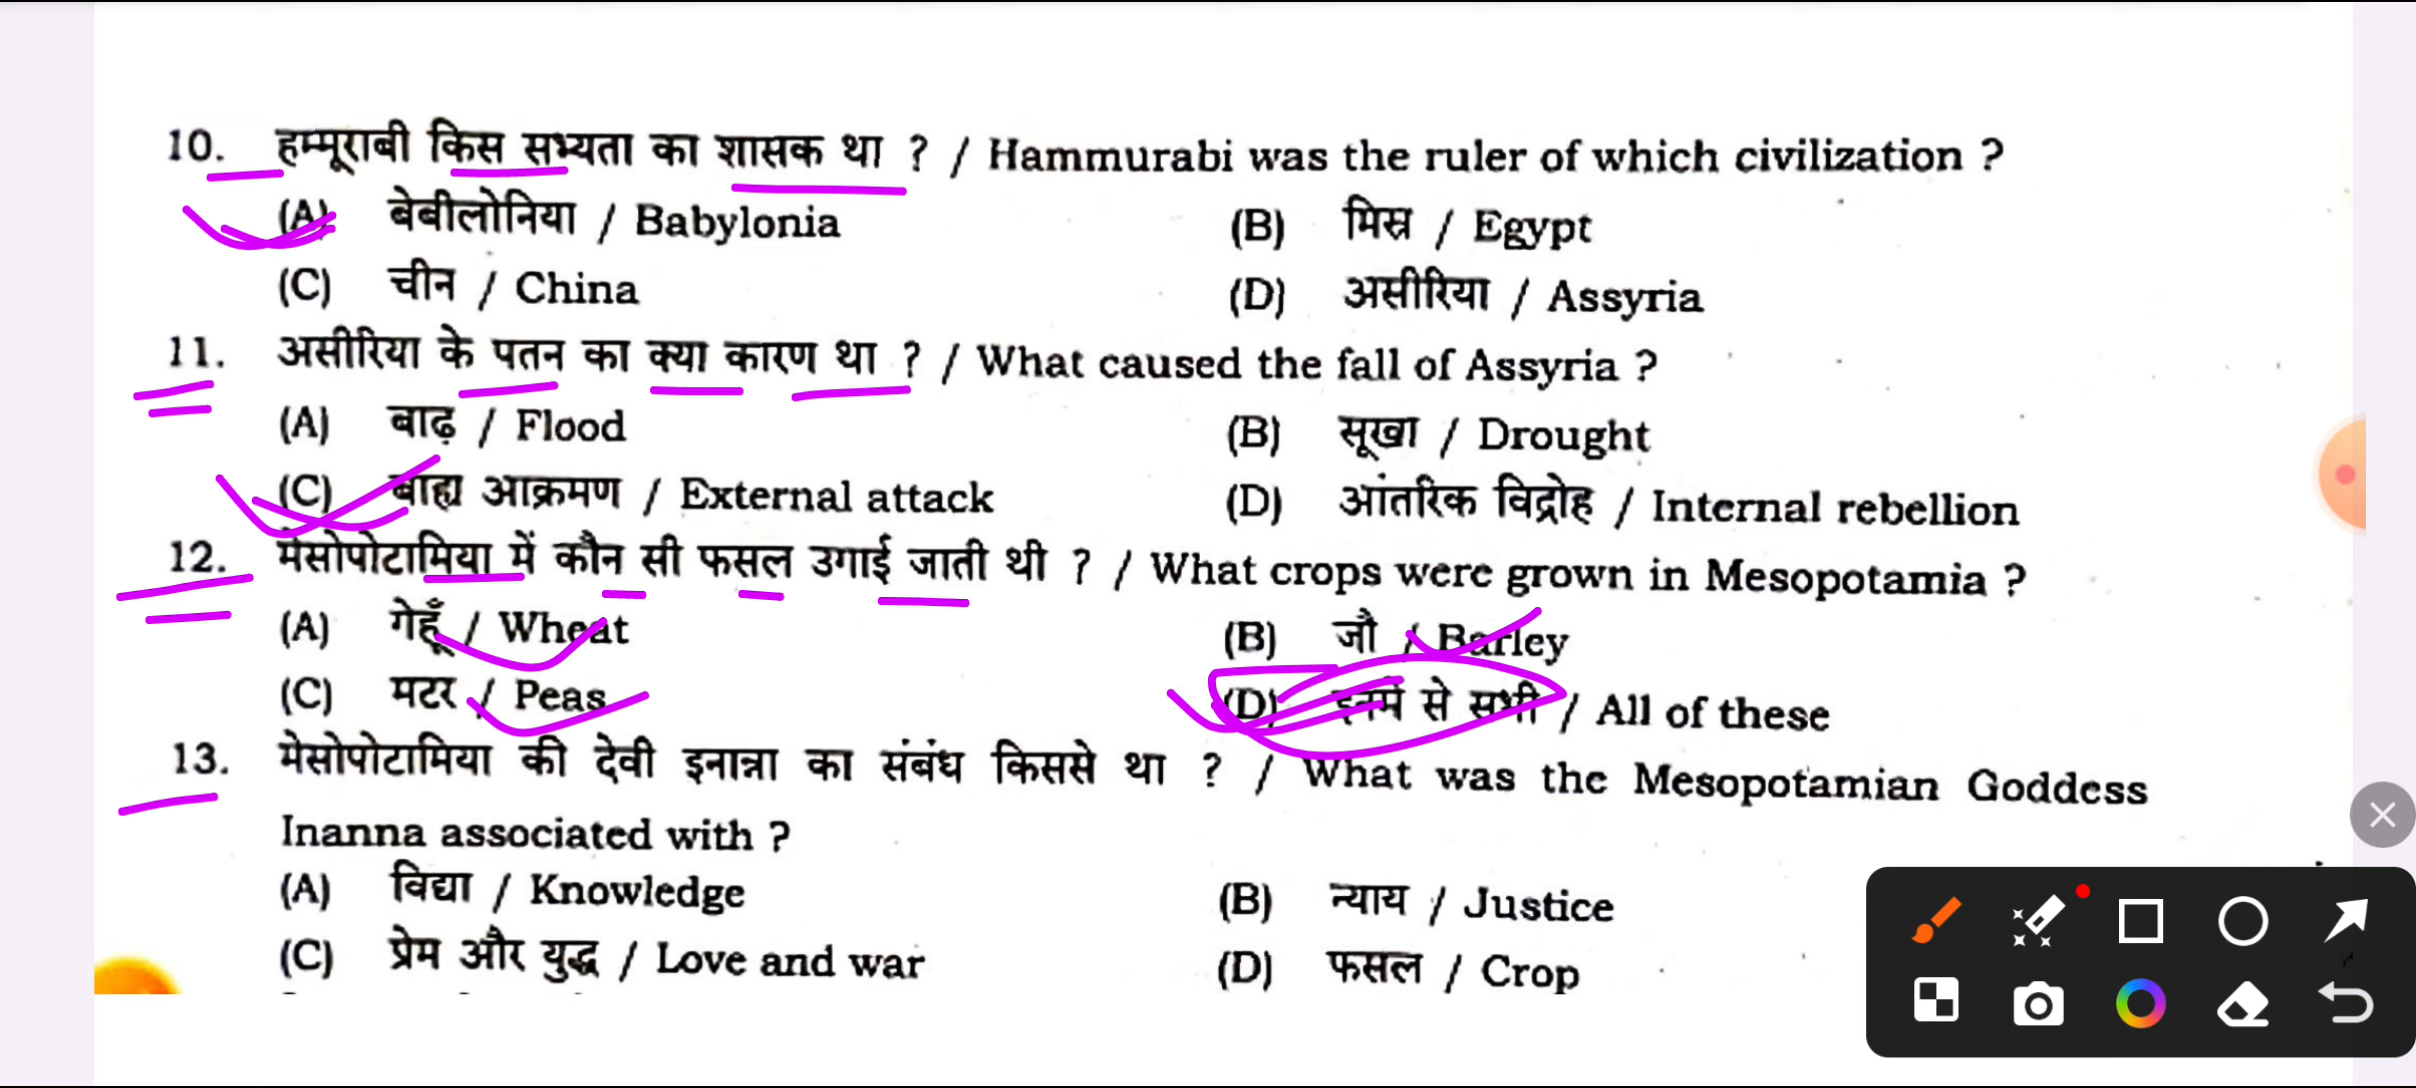 10. हम्मूराबी किस सभ्यता का शासक था ? / Hammurabi was the ruler of which civilization ?
(A) बेबीलोनिया / Babylonia (B) मिस्र / Egypt
(C) चीन / China (D) असीरिया / Assyria
11. असीरिया के पतन का क्या कारण था ? / What caused the fall of Assyria ?
(A) बाढ़ / Flood (B) सूखा / Drought
(C) बाह्य आक्रमण / External attack (D) आंतरिक विद्रोह / Internal rebellion
12. मेसोपोटामिया में कौन सी फसल उगाई जाती थी ? / What crops were grown in Mesopotamia ?
(A) गेहूँ / Wheat (B) जौ / Barley
(C) मटर / Peas (D) इनमें से सभी / All of these
13. मेसोपोटामिया की देवी इनान्ना का संबंध किससे था ? / What was the Mesopotamian Goddess
Inanna associated with ?
(A) विद्या / Knowledge (B) न्याय / Justice
(C) प्रेम और युद्ध / Love and war (D) फसल / Crop